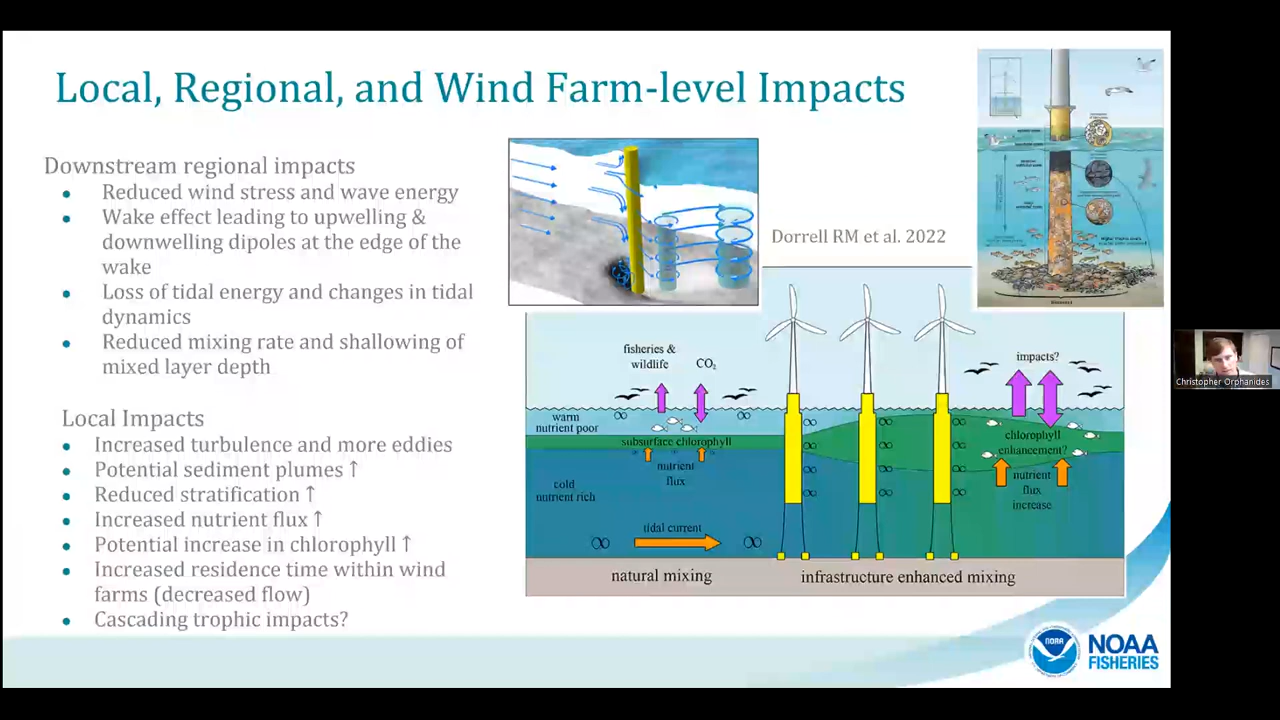 Local, Regional, and Wind Farm-level Impacts
Downstream regional impacts
● Reduced wind stress and wave energy
● Wake effect leading to upwelling &
downwelling dipoles at the edge of the
wake
● Loss of tidal energy and changes in tidal
dynamics
● Reduced mixing rate and shallowing of
mixed layer depth
Local Impacts
● Increased turbulence and more eddies
● Potential sediment plumes ↑
● Reduced stratification ↑
● Increased nutrient flux ↑
● Potential increase in chlorophyll ↑
● Increased residence time within wind
farms (decreased flow)
● Cascading trophic impacts?
Dorrell RM et al. 2022
fisheries &
wildlife
CO₂
impacts?
warm
nutrient poor
subsurface chlorophyll
nutrient
flux
cold
nutrient rich
tidal current
chlorophyll
enhancement?
nutrient
flux
increase
natural mixing
infrastructure enhanced mixing
NOAA
NOAA
FISHERIES
Christopher Orphanides